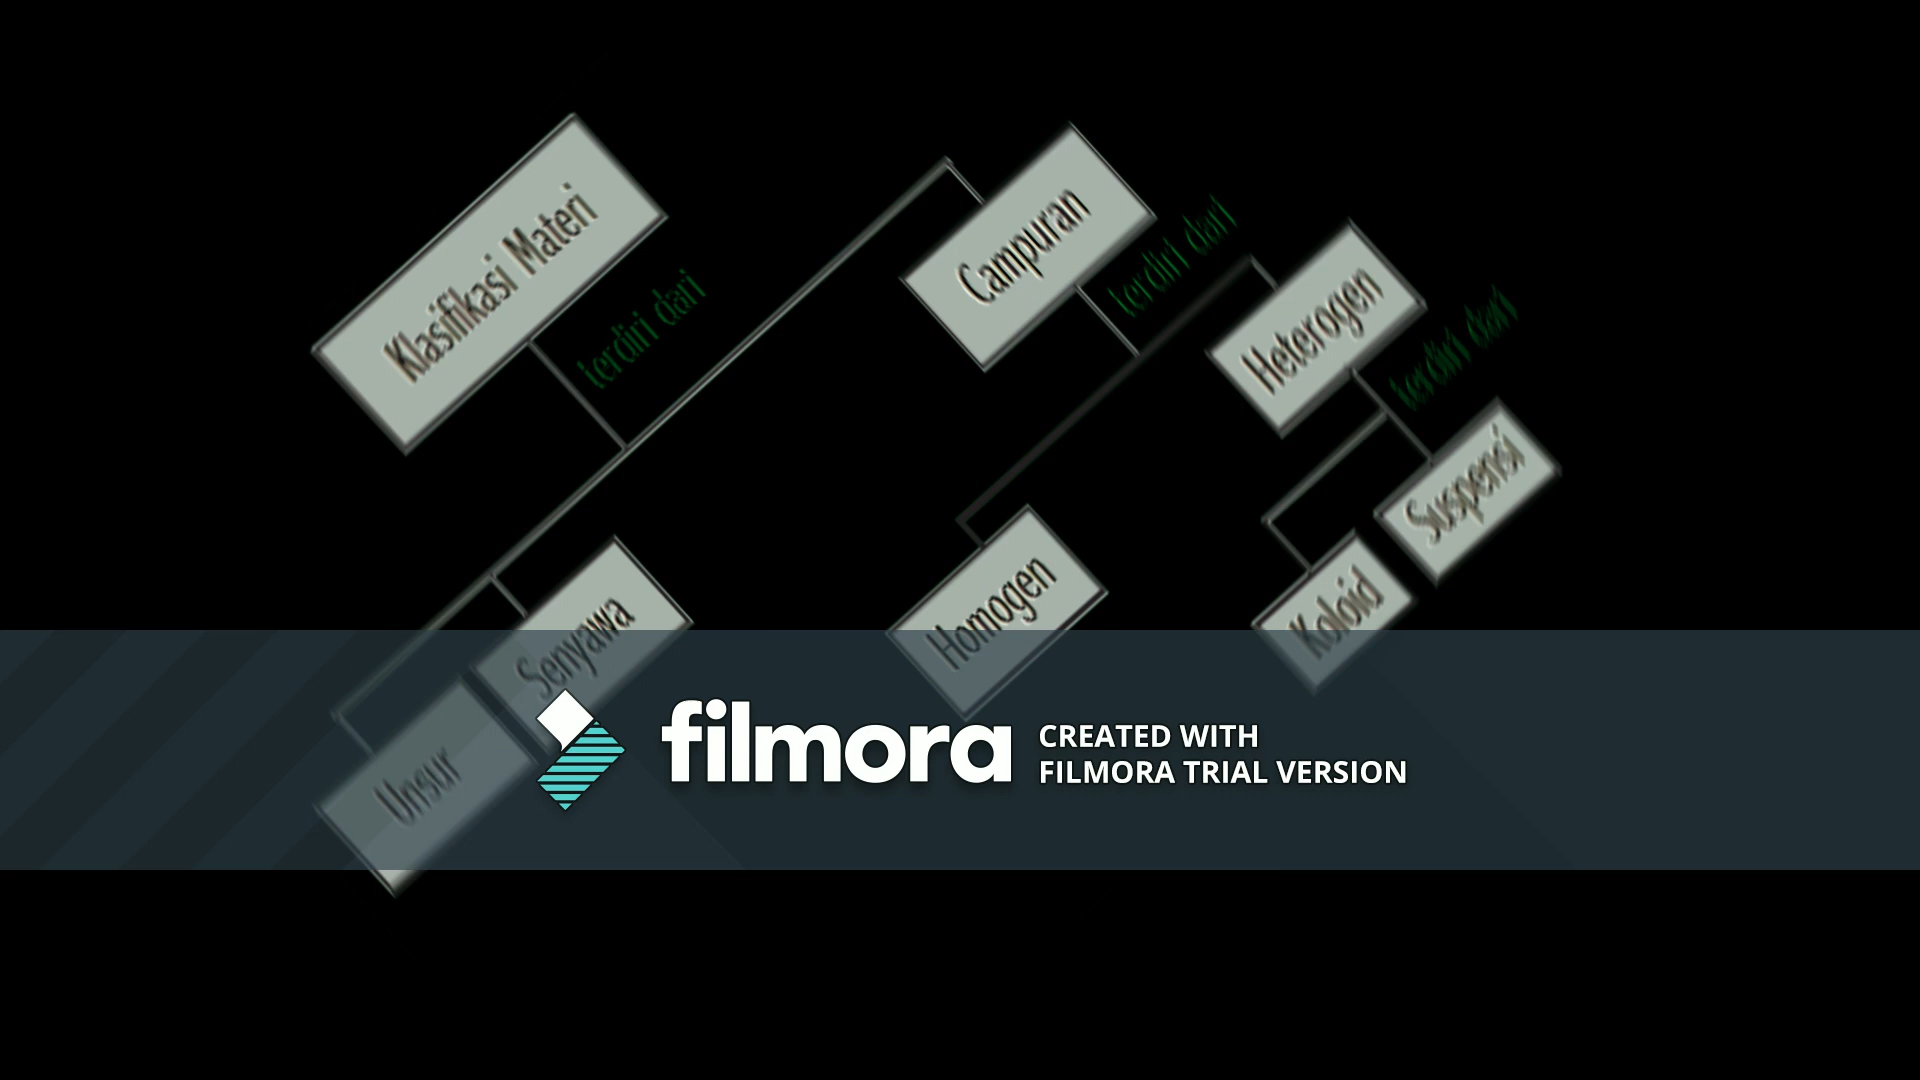 Klasifikasi Materi
terdiri dari
Campuran
terdiri dari
Heterogen
terdiri dari
Suspensi
Koloid
Homogen
Senyawa
Unsur
filmora
CREATED WITH
FILMORA TRIAL VERSION